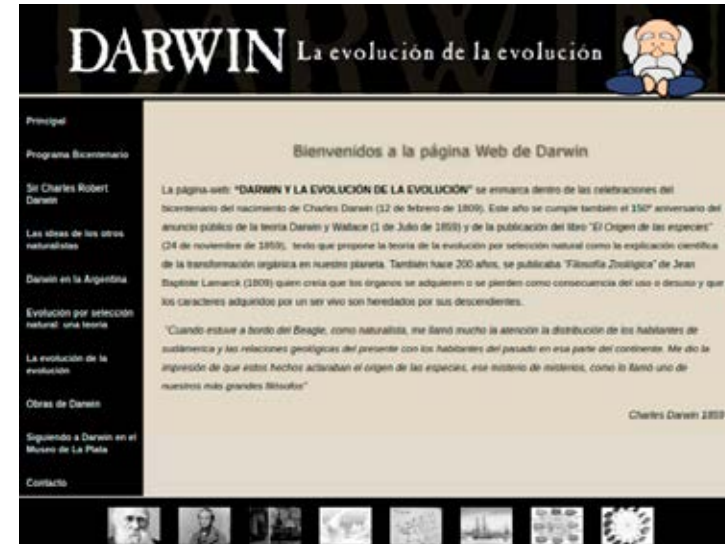 DARWIN La evolución de la evolución
Principal
Programa Bicentenario
Sir Charles Robert
Darwin
Las ideas de los otros
naturalistas
Darwin en la Argentina
Evolución por selección
natural: una teoría
La evolución de la
evolución
Obras de Darwin
Siguiendo a Darwin en el
Museo de La Plata
Contacto
Bienvenidos a la página Web de Darwin
La página-web: "DARWIN Y LA EVOLUCIÓN DE LA EVOLUCIÓN" se enmarca dentro de las celebraciones del
bicentenario del nacimiento de Charles Darwin (12 de febrero de 1809). Este año se cumple también el 150º aniversario del
anuncio público de la teoría Darwin y Wallace (1 de Julio de 1859) y de la publicación del libro "El Origen de las especies"
(24 de noviembre de 1859), texto que propone la teoría de la evolución por selección natural como la explicación científica
de la transformación orgánica en nuestro planeta. También hace 200 años, se publicaba "Filosofía Zoológica" de Jean
Baptiste Lamarck (1809) quien creía que los órganos se adquieren o se pierden como consecuencia del uso o desuso y que
los caracteres adquiridos por un ser vivo son heredados por sus descendientes.
"Cuando estuve a bordo del Beagle, como naturalista, me llamó mucho la atención la distribución de los habitantes de
sudámerica y las relaciones geológicas del presente con los habitantes del pasado en esa parte del continente. Me dio la
impresión de que estos hechos aclaraban el origen de las especies, ese misterio de misterios, como lo llamó uno de
nuestros más grandes filósofos"
Charles Darwin 1859